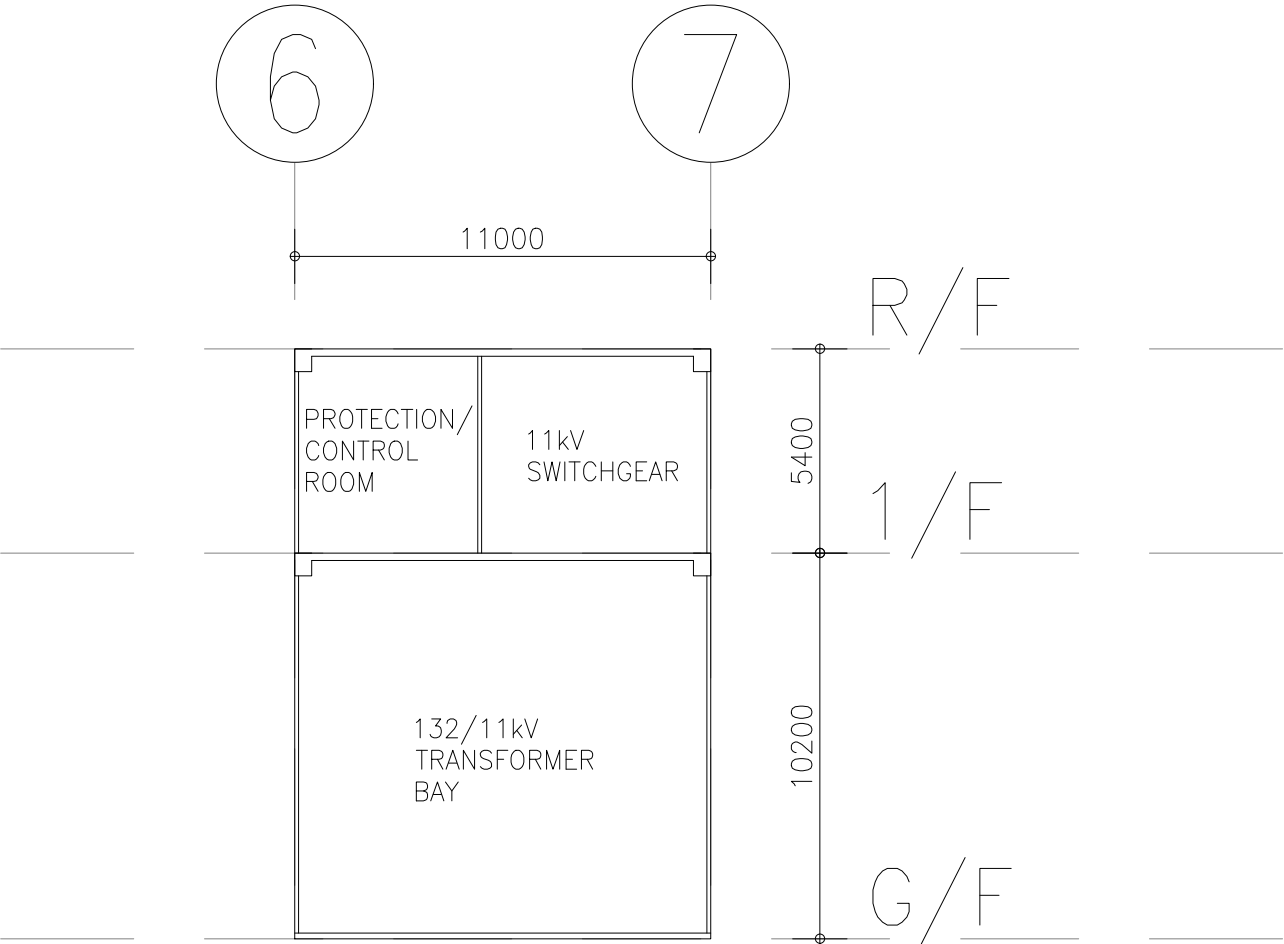 6
7
11000
R/F
PROTECTION/
CONTROL
ROOM
11kV
SWITCHGEAR
5400
1/F
132/11kV
TRANSFORMER
BAY
10200
G/F